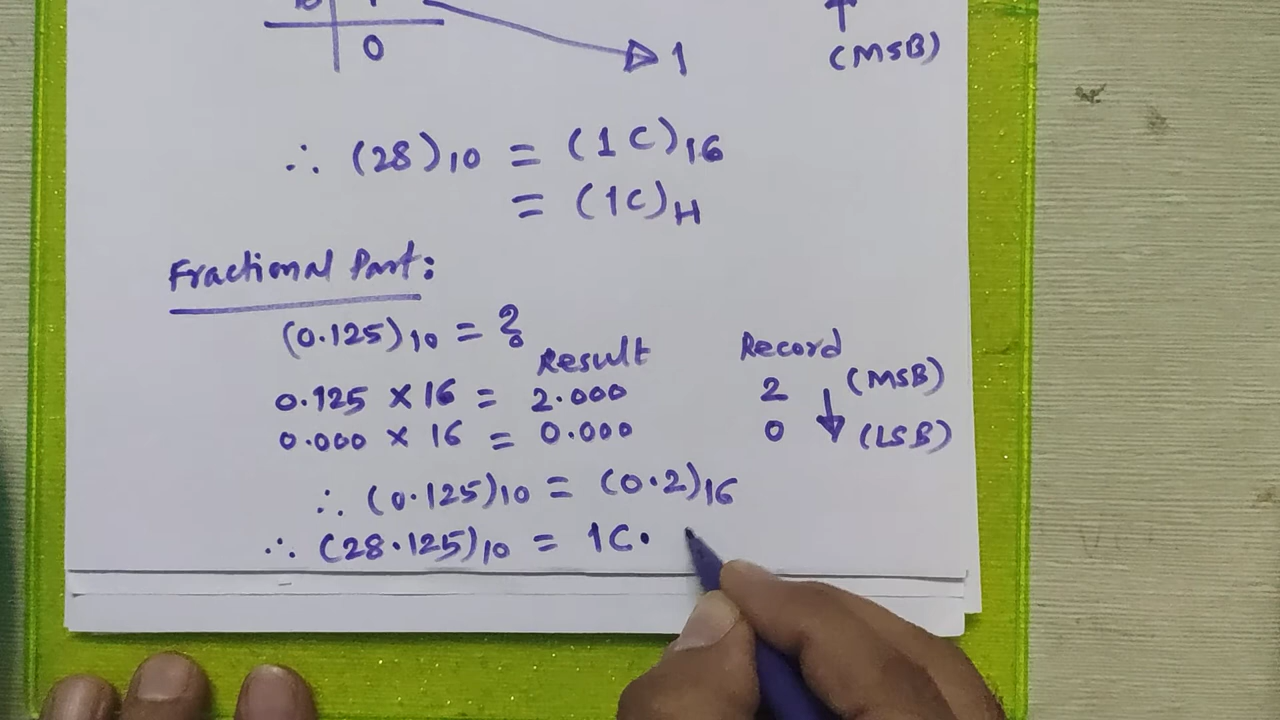 0
1
(MSB)
∴ (28)10 = (1C)16
= (1C)H
Fractional Part:
(0.125)10 = ?
Result Record
0.125 × 16 = 2.000 2 (MSB)
0.000 × 16 = 0.000 0 (LSB)
∴ (0.125)10 = (0.2)16
∴ (28.125)10 = 1C.